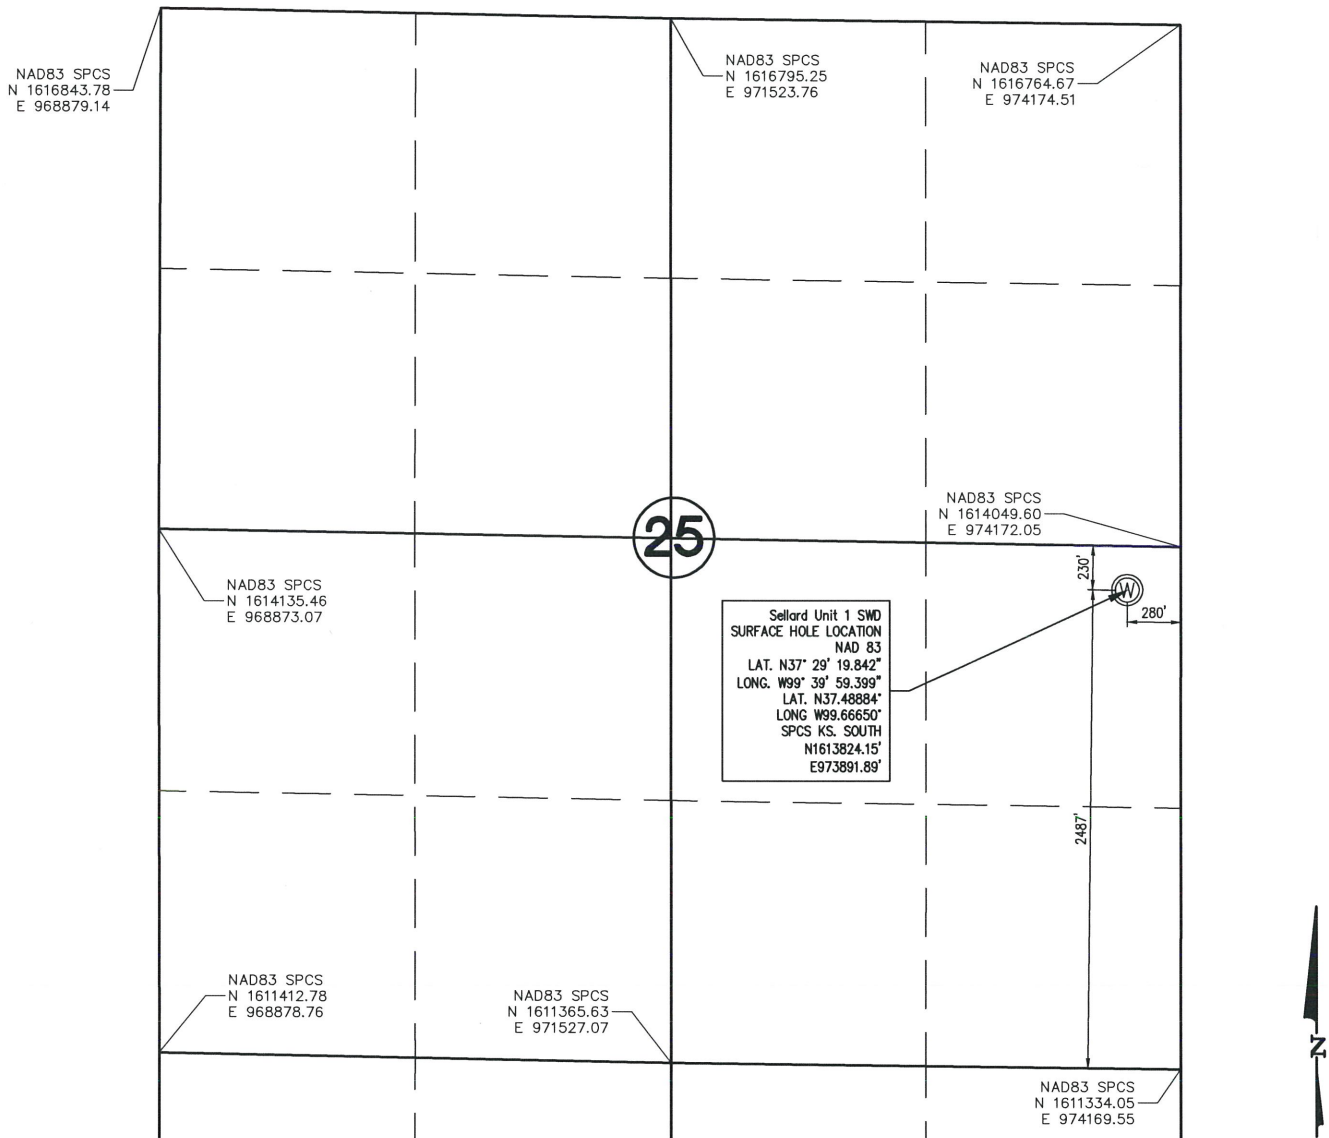 NAD83 SPCS
N 1616843.78
E 968879.14
NAD83 SPCS
N 1616795.25
E 971523.76
NAD83 SPCS
N 1616764.67
E 974174.51
NAD83 SPCS
N 1614049.60
E 974172.05
25
230'
W
280'
NAD83 SPCS
N 1614135.46
E 968873.07
Sellard Unit 1 SWD
SURFACE HOLE LOCATION
NAD 83
LAT. N37° 29' 19.842"
LONG. W99° 39' 59.399"
LAT. N37.48884°
LONG W99.66650°
SPCS KS. SOUTH
N1613824.15'
E973891.89'
2487'
NAD83 SPCS
N 1611412.78
E 968878.76
NAD83 SPCS
N 1611365.63
E 971527.07
N
NAD83 SPCS
N 1611334.05
E 974169.55